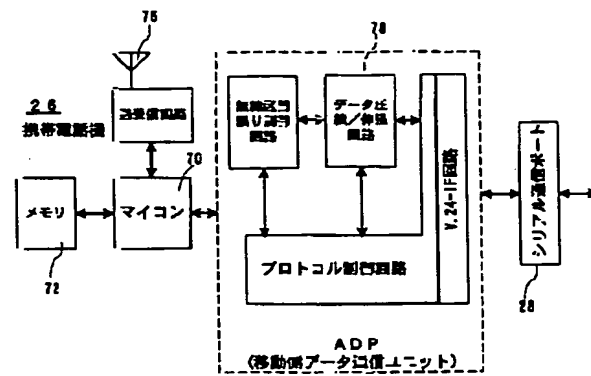 76
78
26
携帯電話機
送受信回路
70
メモリ
72
マイコン
無線区間
誤り制御
回路
データ圧
縮/伸張
回路
プロトコル制御回路
V.24-IF回路
シリアル通信ポート
28
ADP
(移動側データ通信ユニット)